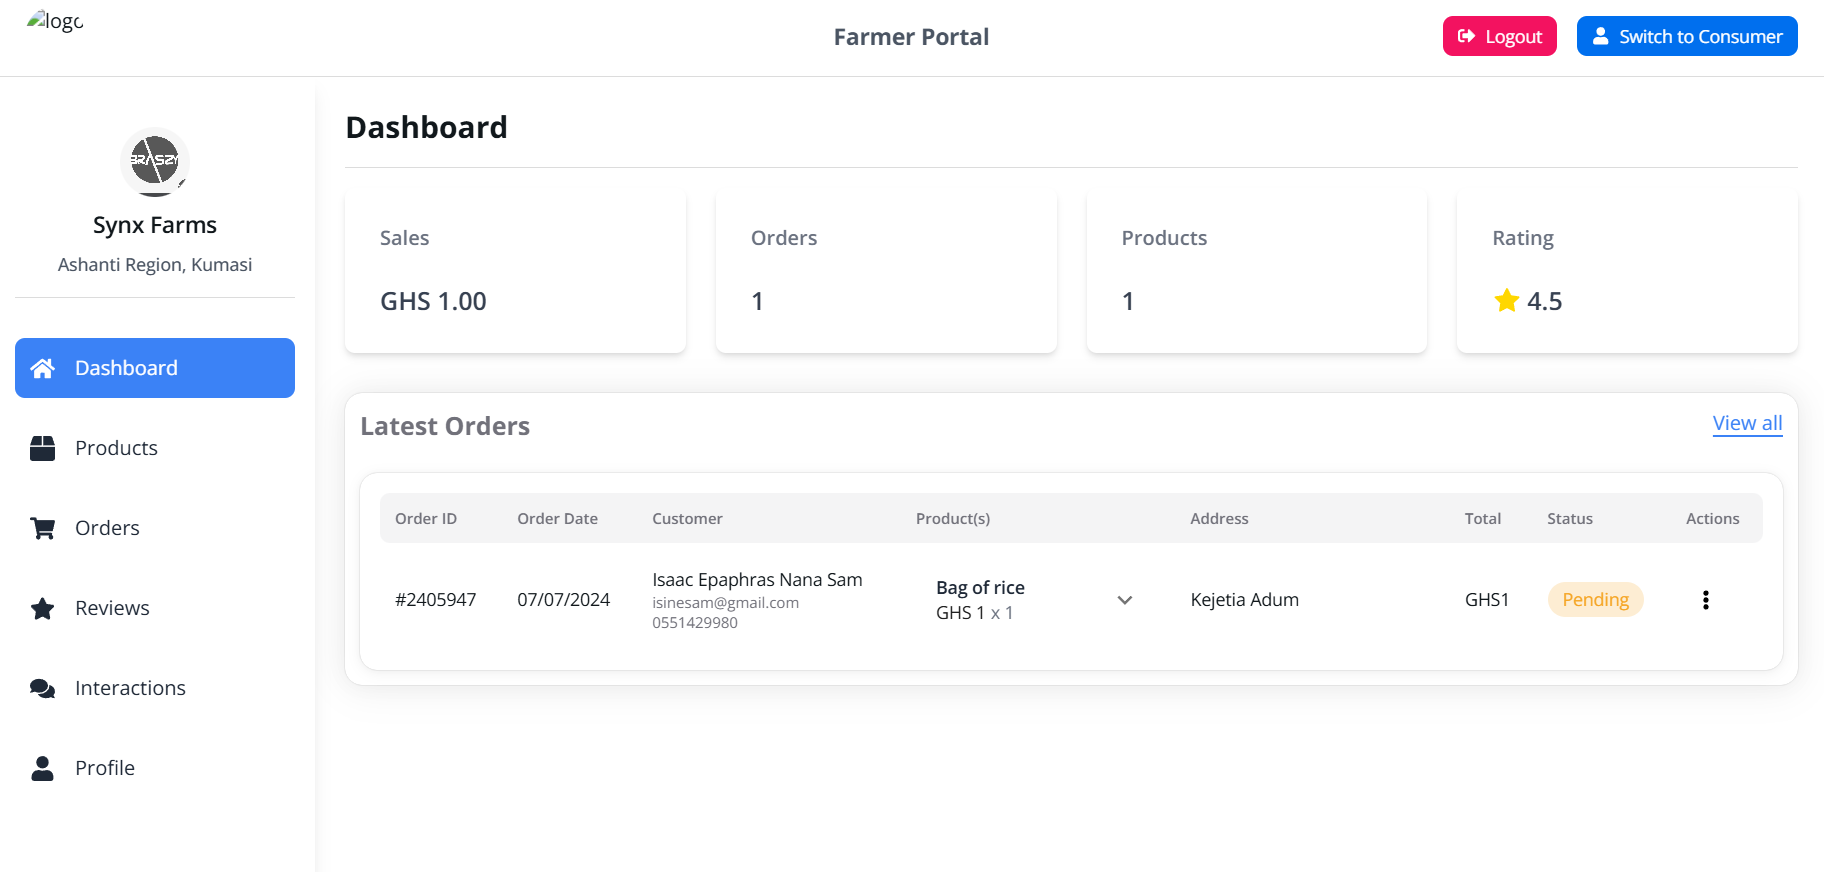 logo
Farmer Portal
Logout
Switch to Consumer
BRASZY
Synx Farms
Ashanti Region, Kumasi
Dashboard
Products
Orders
Reviews
Interactions
Profile
Dashboard
Sales
GHS 1.00
Orders
1
Products
1
Rating
4.5
Latest Orders
View all
Order ID Order Date Customer Product(s) Address Total Status Actions
#2405947 07/07/2024 Isaac Epaphras Nana Sam
isinesam@gmail.com
0551429980
Bag of rice
GHS 1 x 1
Kejetia Adum GHS1 Pending